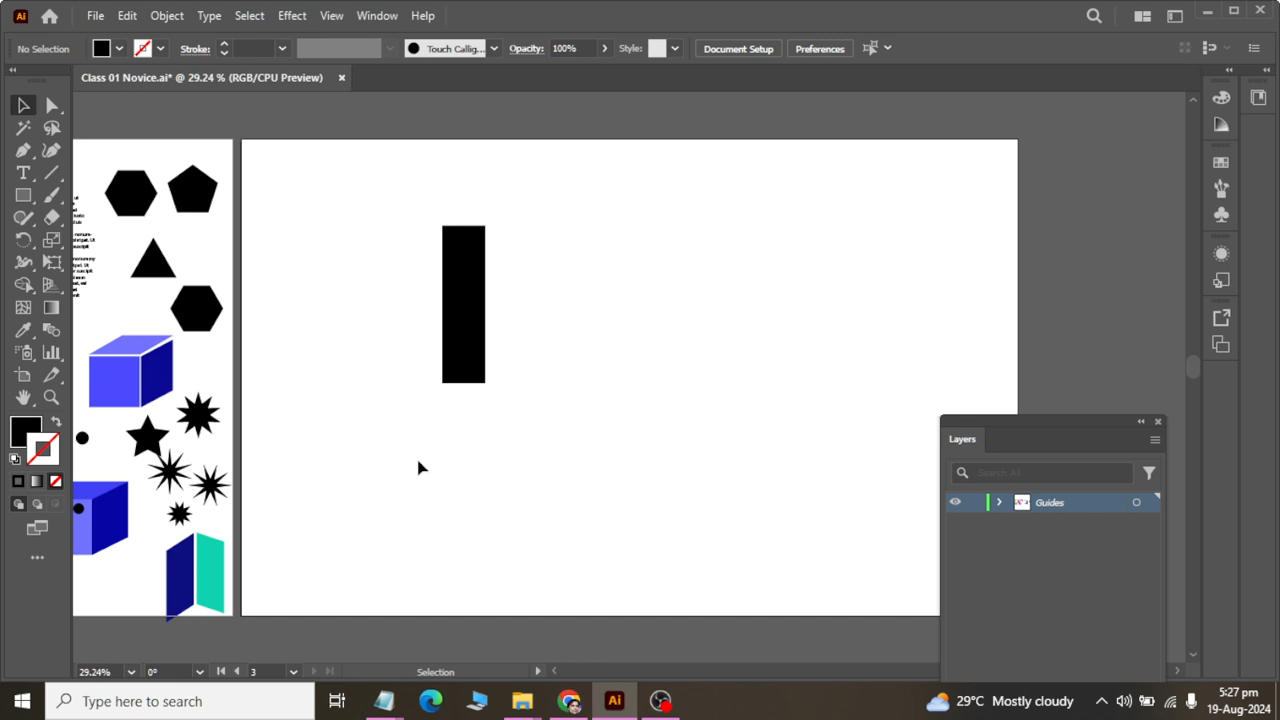 Ai File Edit Object Type Select Effect View Window Help
No Selection Stroke: Touch Callig... Opacity: 100% Style: Document Setup Preferences
Class 01 Novice.ai* @ 29.24 % (RGB/CPU Preview)
Layers
Search All
Guides
29.24% 0° 3 Selection
Type here to search Ai 29°C Mostly cloudy 5:27 pm
19-Aug-2024